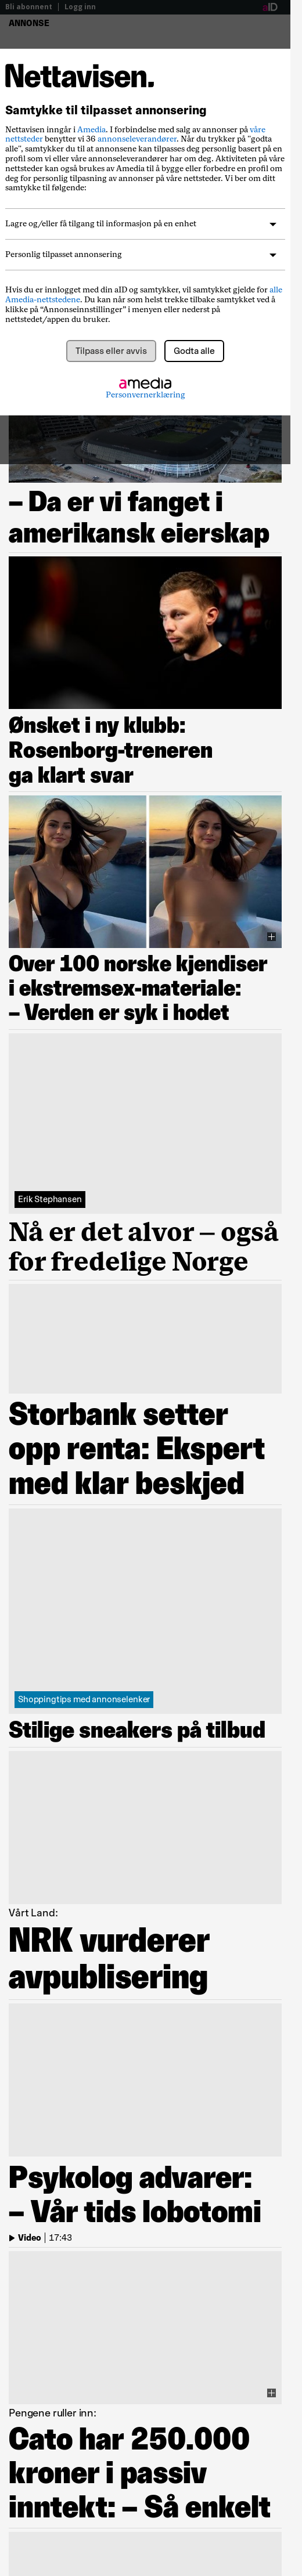 Bli abonnent | Logg inn
aID
ANNONSE
Nettavisen.
Samtykke til tilpasset annonsering
Nettavisen inngår i Amedia. I forbindelse med salg av annonser på våre
nettsteder benytter vi 36 annonseleverandører. Når du trykker på "godta
alle", samtykker du til at annonsene kan tilpasses deg personlig basert på en
profil som vi eller våre annonseleverandører har om deg. Aktiviteten på våre
nettsteder kan også brukes av Amedia til å bygge eller forbedre en profil om
deg for personlig tilpasning av annonser på våre nettsteder. Vi ber om ditt
samtykke til følgende:
Lagre og/eller få tilgang til informasjon på en enhet
Personlig tilpasset annonsering
Hvis du er innlogget med din aID og samtykker, vil samtykket gjelde for alle
Amedia-nettstedene. Du kan når som helst trekke tilbake samtykket ved å
klikke på “Annonseinnstillinger” i menyen eller nederst på
nettstedet/appen du bruker.
Tilpass eller avvis
Godta alle
amedia
Personvernerklæring
– Da er vi fanget i
amerikansk eierskap
Ønsket i ny klubb:
Rosenborg-treneren
ga klart svar
Over 100 norske kjendiser
i ekstremsex-materiale:
– Verden er syk i hodet
Erik Stephansen
Nå er det alvor – også
for fredelige Norge
Storbank setter
opp renta: Ekspert
med klar beskjed
Shoppingtips med annonselenker
Stilige sneakers på tilbud
Vårt Land:
NRK vurderer
avpublisering
Psykolog advarer:
– Vår tids lobotomi
Video | 17:43
Pengene ruller inn:
Cato har 250.000
kroner i passiv
inntekt: – Så enkelt